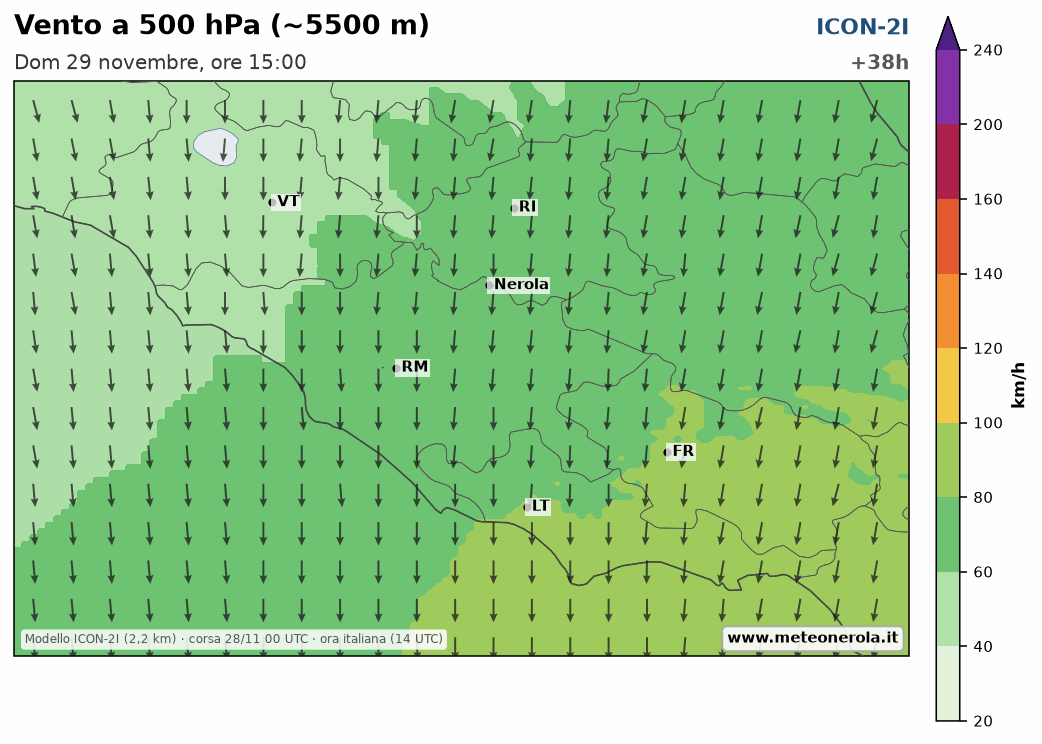 Vento a 500 hPa (~5500 m)
ICON-2I
Dom 29 novembre, ore 15:00
+38h
240
200
160
140
120
100
80
60
40
20
km/h
VT
RI
Nerola
RM
FR
LT
Modello ICON-2I (2,2 km) · corsa 28/11 00 UTC · ora italiana (14 UTC)
www.meteonerola.it